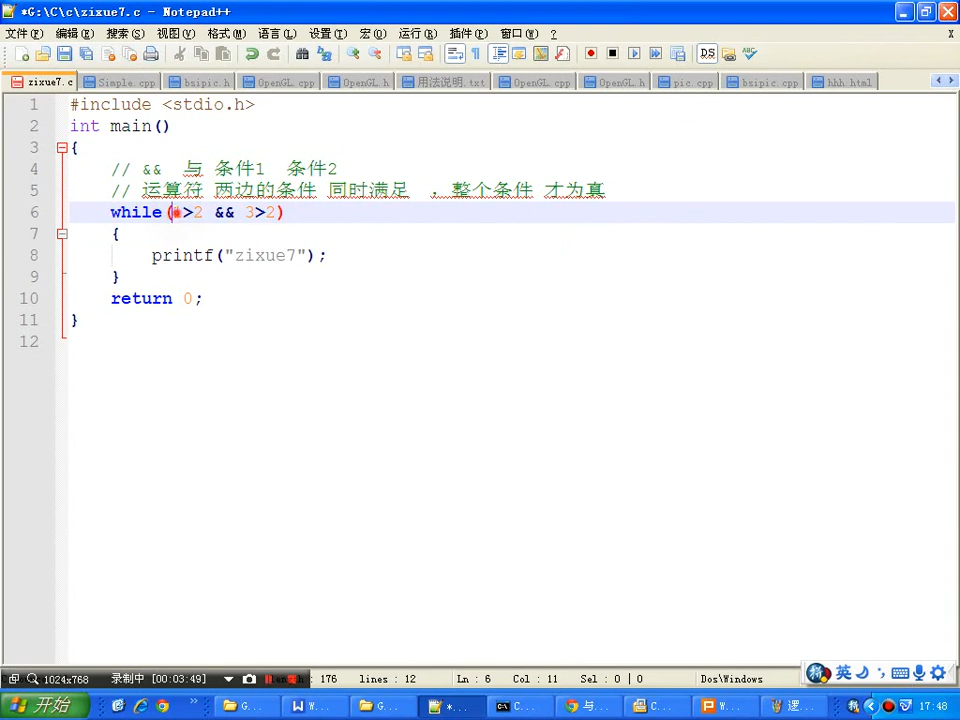 *G:\C\c\zixue7.c - Notepad++
文件(F) 编辑(E) 搜索(S) 视图(V) 格式(M) 语言(L) 设置(T) 宏(O) 运行(R) 插件(P) 窗口(W) ? X
zixue7.c Simple.cpp bsipic.h OpenGL.cpp OpenGL.h 用法说明.txt OpenGL.cpp OpenGL.h pic.cpp bsipic.cpp hhh.html
1 #include <stdio.h>
2 int main()
3 {
4 // && 与 条件1 条件2
5 // 运算符 两边的条件 同时满足 ，整个条件 才为真
6 while( >2 && 3>2)
7 {
8 printf("zixue7");
9 }
10 return 0;
11 }
12
1024x768 录制中 [00:03:49] : 176 lines : 12 Ln : 6 Col : 11 Sel : 0 | 0 Dos\Windows 英
开始 G... W... G... *... C... 与... C... W... 逻... 17:48